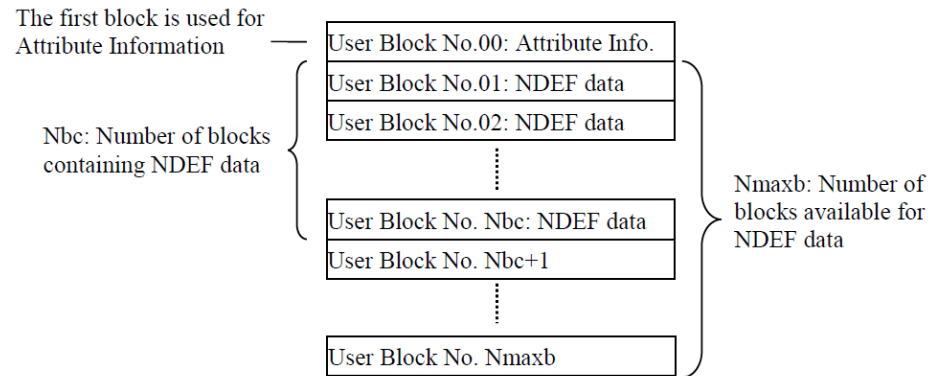 The first block is used for
Attribute Information
User Block No.00: Attribute Info.
User Block No.01: NDEF data
User Block No.02: NDEF data
Nbc: Number of blocks
containing NDEF data
User Block No. Nbc: NDEF data
User Block No. Nbc+1
User Block No. Nmaxb
Nmaxb: Number of
blocks available for
NDEF data